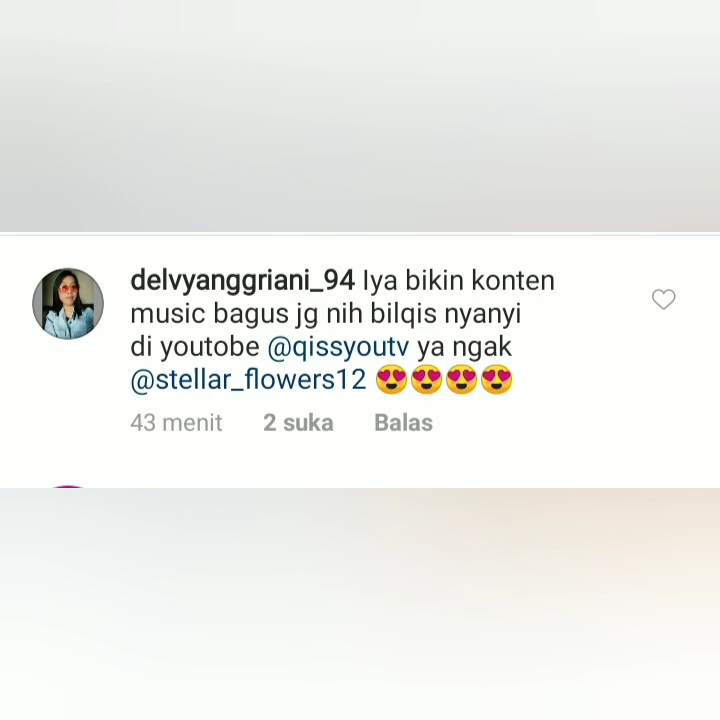 delvyanggriani_94 Iya bikin konten
music bagus jg nih bilqis nyanyi
di youtobe @qissyoutv ya ngak
@stellar_flowers12 😍😍😍😍
43 menit 2 suka Balas